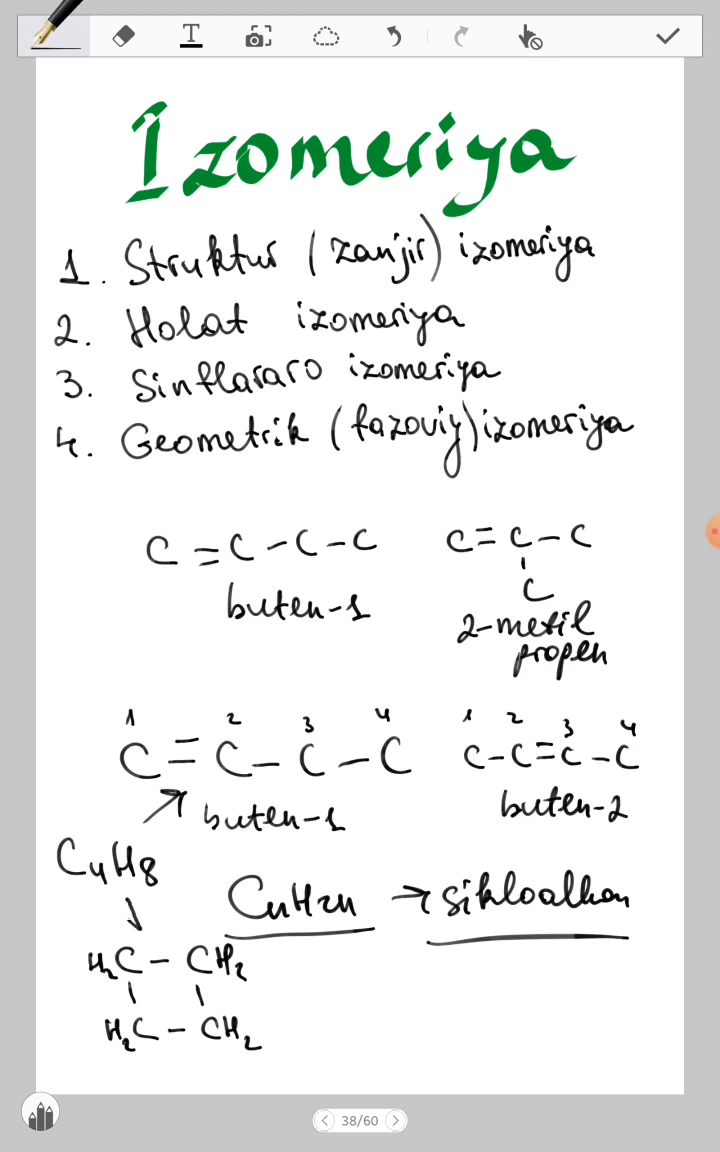 Izomeriya
1. Struktur (zanjir) izomeriya
2. Holat izomeriya
3. Sinflararo izomeriya
4. Geometrik (fazoviy) izomeriya
C=C-C-C C=C-C
C
buten-1 2-metil
propen
1 2 3 4 1 2 3 4
C=C-C-C C-C=C-C
buten-1 buten-2
C4H8
CnH2n → sikloalkan
H2C - CH2
H2C - CH2
38/60